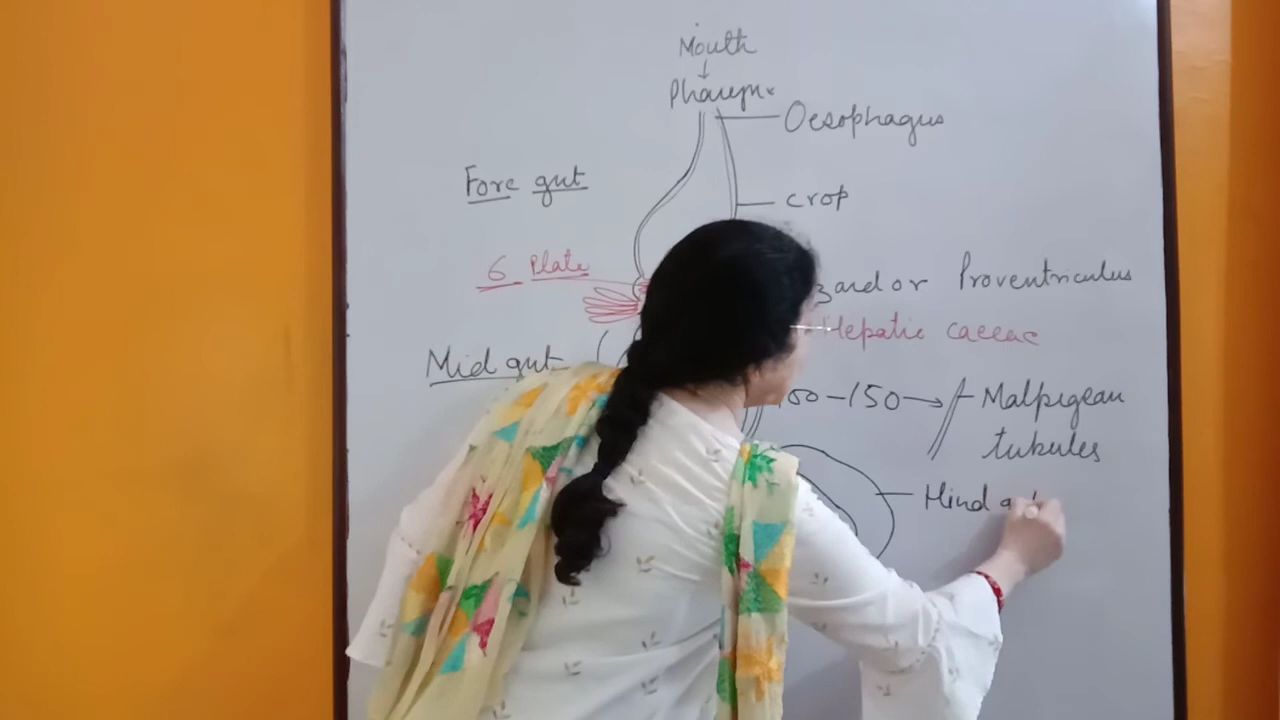 Mouth
Pharynx
Oesophagus
Fore gut
crop
6 Plate
zard or Proventriculus
Hepatic caecae
Mid gut
100-150 → Malpigean
tubules
Hind